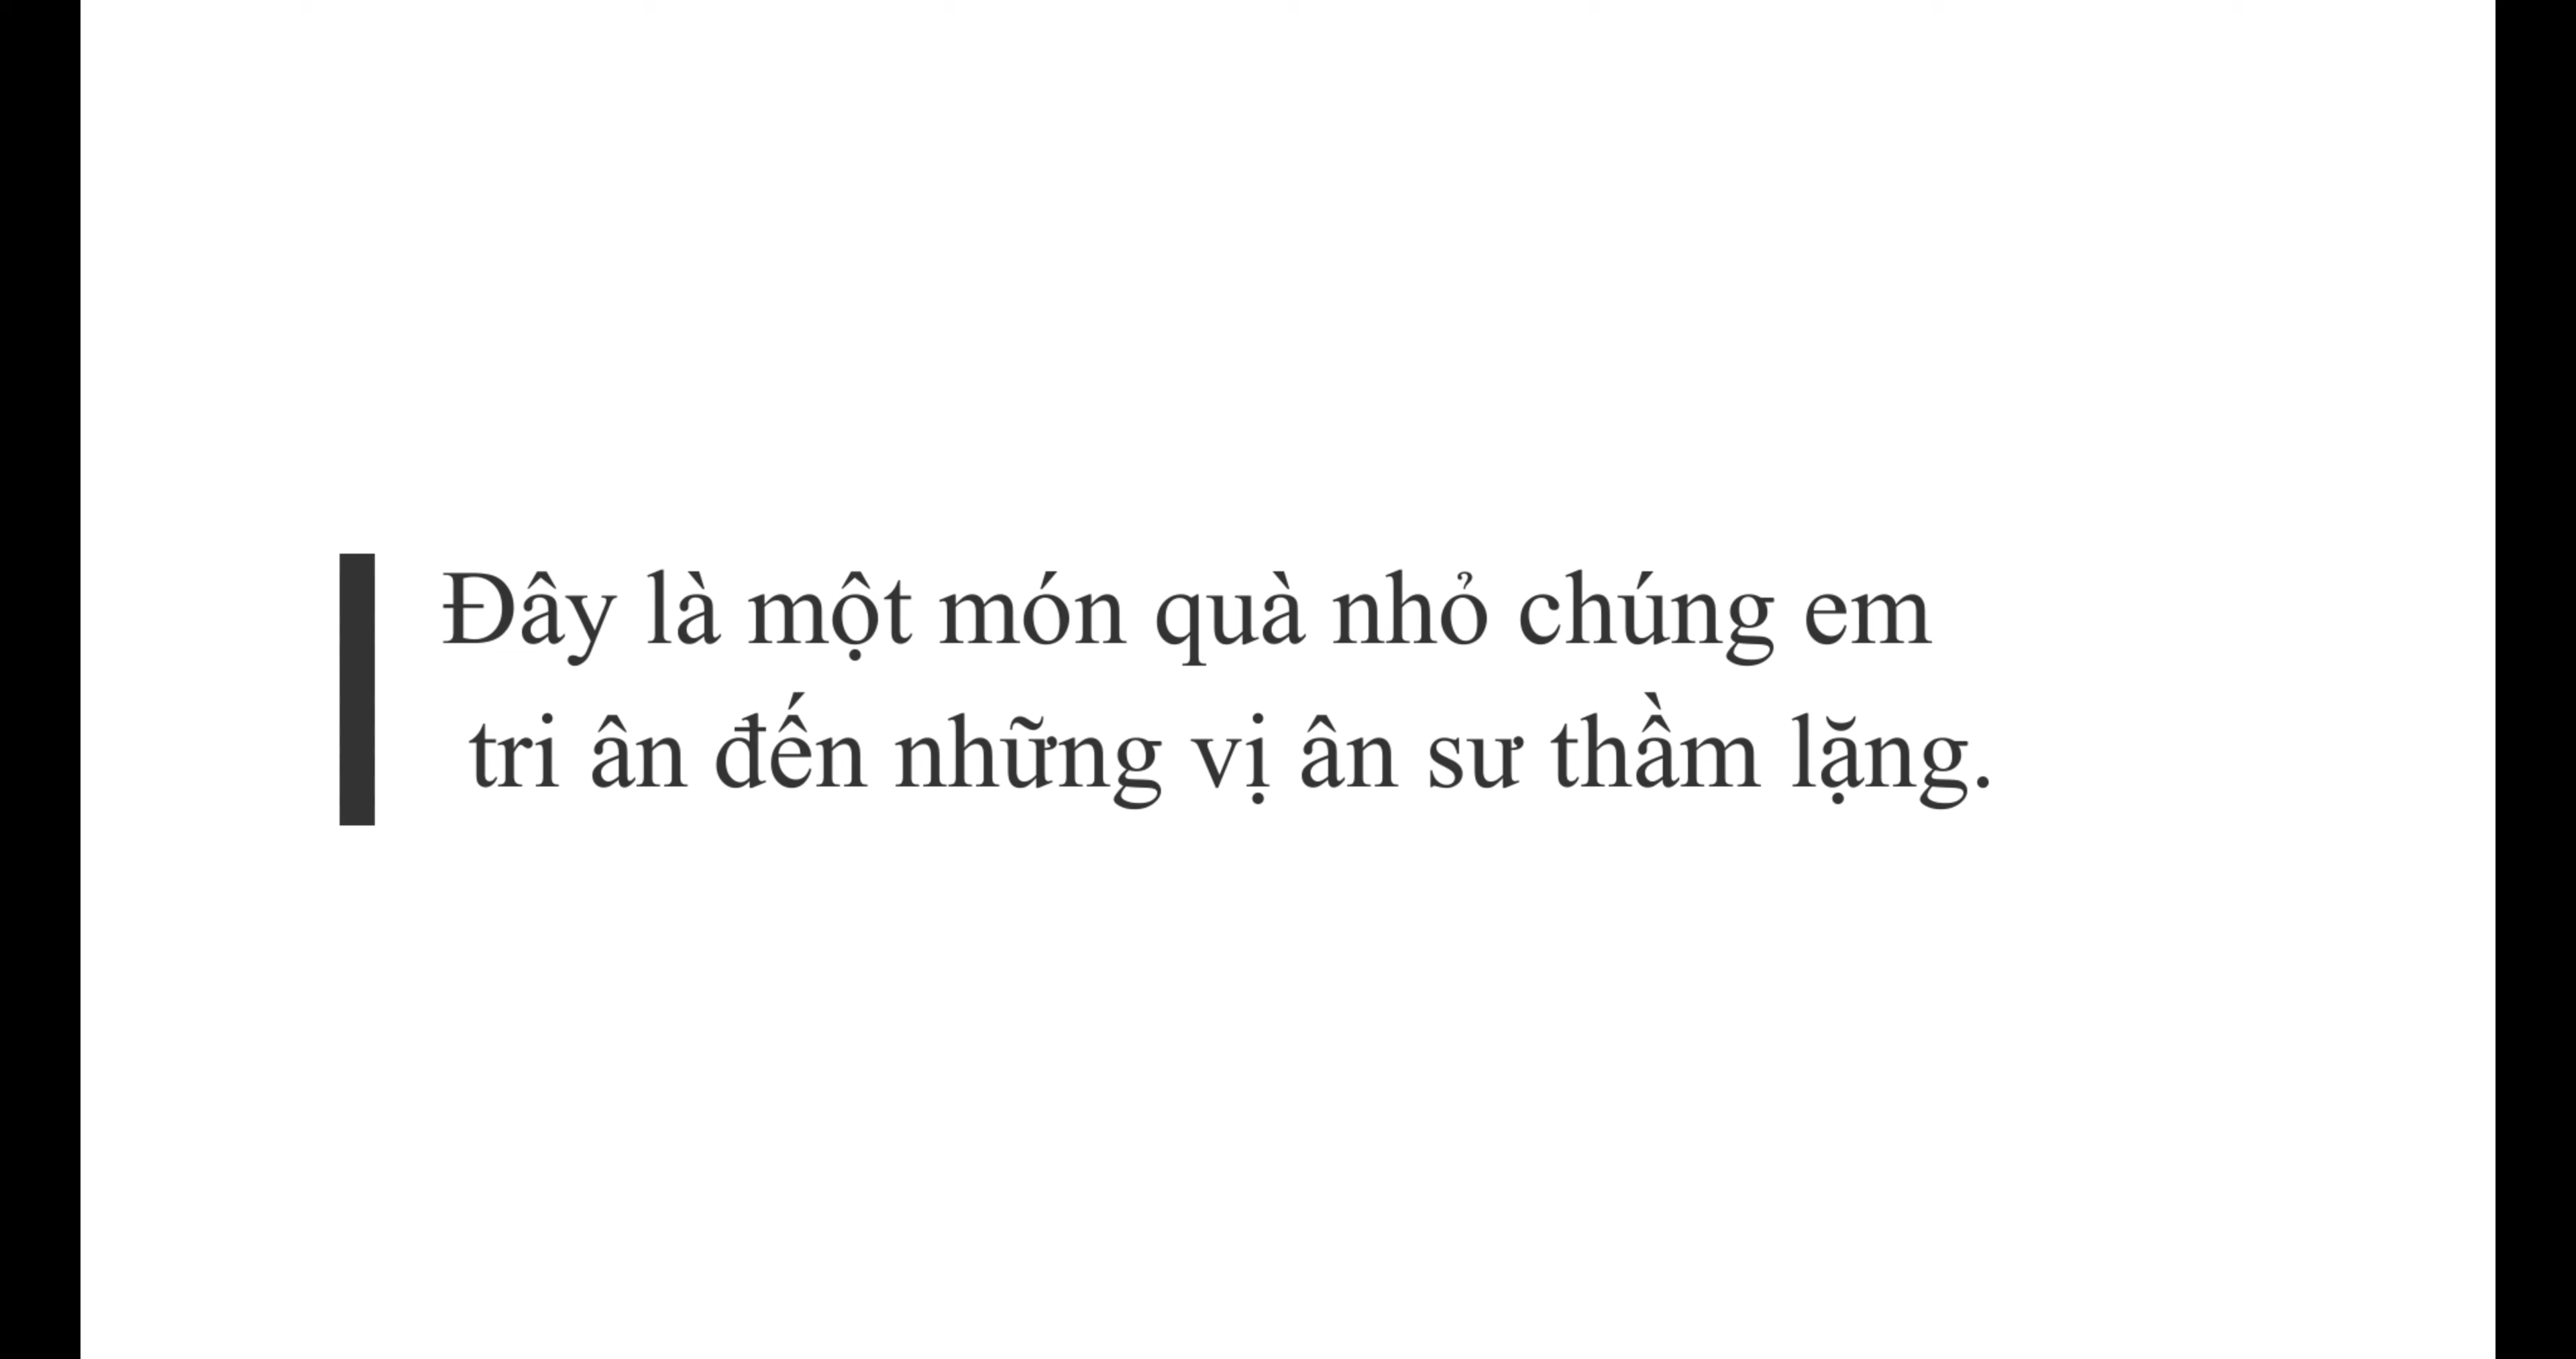 Đây là một món quà nhỏ chúng em
tri ân đến những vị ân sư thầm lặng.